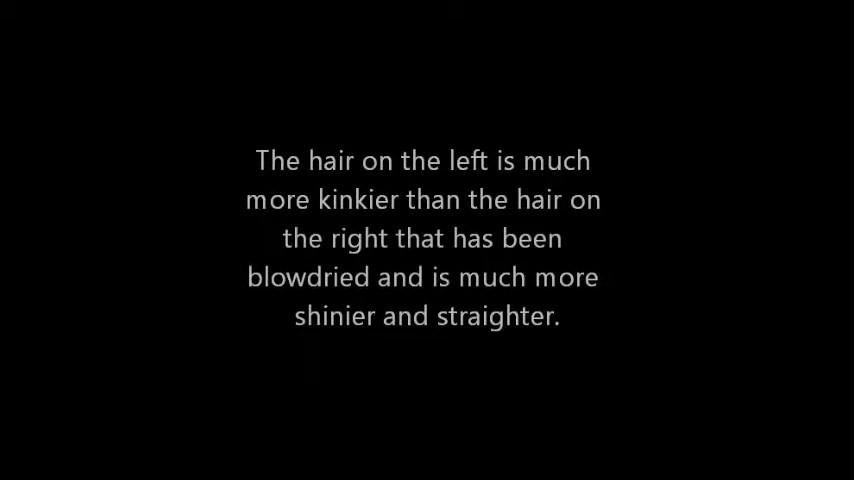 The hair on the left is much
more kinkier than the hair on
the right that has been
blowdried and is much more
shinier and straighter.